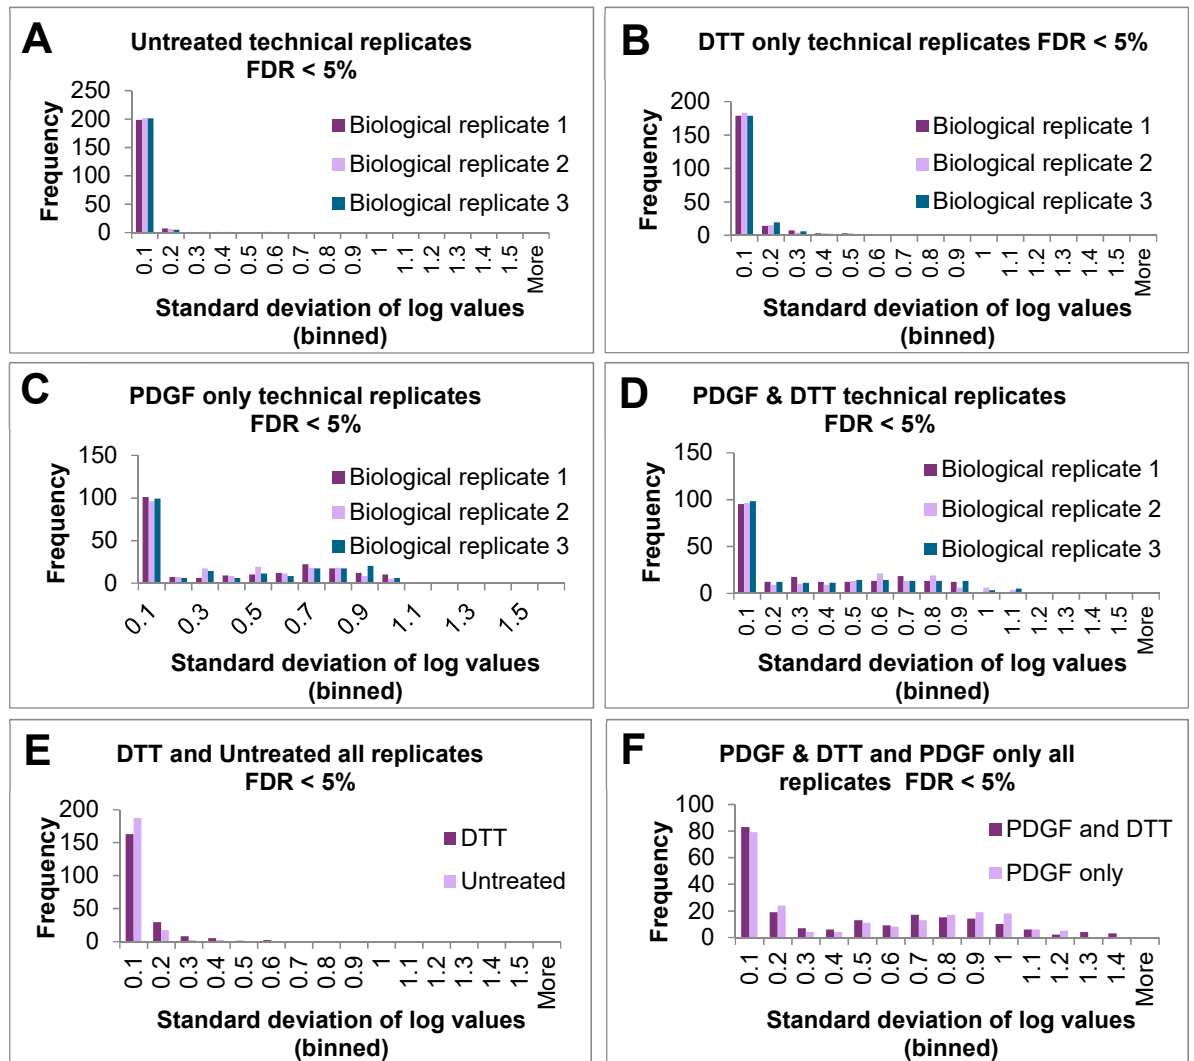 A
Untreated technical replicates
FDR < 5%
250
200
150
100
50
0
Frequency
Biological replicate 1
Biological replicate 2
Biological replicate 3
0.1 0.2 0.3 0.4 0.5 0.6 0.7 0.8 0.9 1 1.1 1.2 1.3 1.4 1.5 More
Standard deviation of log values
(binned)
B
DTT only technical replicates FDR < 5%
200
150
100
50
0
Frequency
Biological replicate 1
Biological replicate 2
Biological replicate 3
0.1 0.2 0.3 0.4 0.5 0.6 0.7 0.8 0.9 1 1.1 1.2 1.3 1.4 1.5 More
Standard deviation of log values
(binned)
C
PDGF only technical replicates
FDR < 5%
150
100
50
0
Frequency
Biological replicate 1
Biological replicate 2
Biological replicate 3
0.1 0.3 0.5 0.7 0.9 1.1 1.3 1.5
Standard deviation of log values
(binned)
D
PDGF & DTT technical replicates
FDR < 5%
150
100
50
0
Frequency
Biological replicate 1
Biological replicate 2
Biological replicate 3
0.1 0.2 0.3 0.4 0.5 0.6 0.7 0.8 0.9 1 1.1 1.2 1.3 1.4 1.5 More
Standard deviation of log values
(binned)
E
DTT and Untreated all replicates
FDR < 5%
200
150
100
50
0
Frequency
DTT
Untreated
0.1 0.2 0.3 0.4 0.5 0.6 0.7 0.8 0.9 1 1.1 1.2 1.3 1.4 1.5 More
Standard deviation of log values
(binned)
F
PDGF & DTT and PDGF only all
replicates FDR < 5%
100
80
60
40
20
0
Frequency
PDGF and DTT
PDGF only
0.1 0.2 0.3 0.4 0.5 0.6 0.7 0.8 0.9 1 1.1 1.2 1.3 1.4 1.5 More
Standard deviation of log values
(binned)